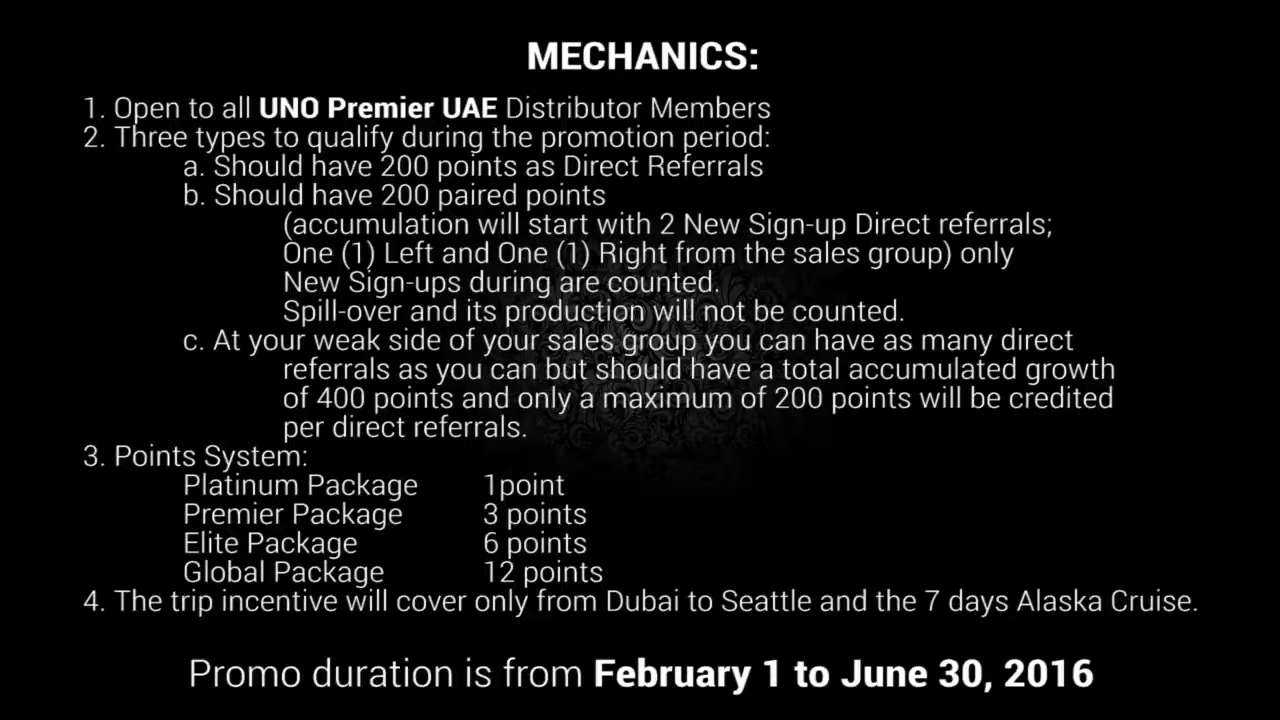 MECHANICS:
1. Open to all UNO Premier UAE Distributor Members
2. Three types to qualify during the promotion period:
a. Should have 200 points as Direct Referrals
b. Should have 200 paired points
(accumulation will start with 2 New Sign-up Direct referrals;
One (1) Left and One (1) Right from the sales group) only
New Sign-ups during are counted.
Spill-over and its production will not be counted.
c. At your weak side of your sales group you can have as many direct
referrals as you can but should have a total accumulated growth
of 400 points and only a maximum of 200 points will be credited
per direct referrals.
3. Points System:
Platinum Package 1point
Premier Package 3 points
Elite Package 6 points
Global Package 12 points
4. The trip incentive will cover only from Dubai to Seattle and the 7 days Alaska Cruise.
Promo duration is from February 1 to June 30, 2016